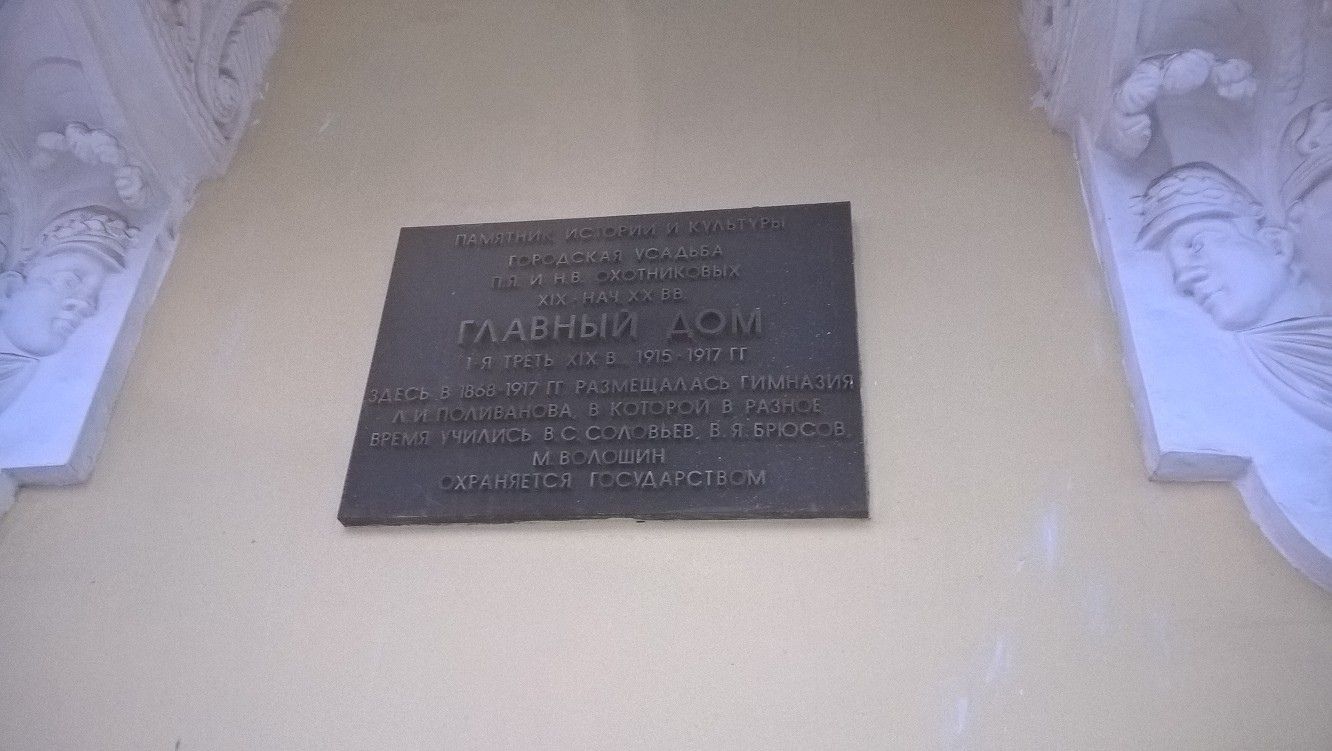 ПАМЯТНИК ИСТОРИИ И КУЛЬТУРЫ
ГОРОДСКАЯ УСАДЬБА
П.Я. И Н.В. ОХОТНИКОВЫХ
XIX - НАЧ. XX ВВ.
ГЛАВНЫЙ ДОМ
1-Я ТРЕТЬ XIX В., 1915 - 1917 ГГ.
ЗДЕСЬ В 1868-1917 ГГ. РАЗМЕЩАЛАСЬ ГИМНАЗИЯ
Л.И. ПОЛИВАНОВА, В КОТОРОЙ В РАЗНОЕ
ВРЕМЯ УЧИЛИСЬ В.С. СОЛОВЬЕВ, В.Я. БРЮСОВ,
М. ВОЛОШИН
ОХРАНЯЕТСЯ ГОСУДАРСТВОМ